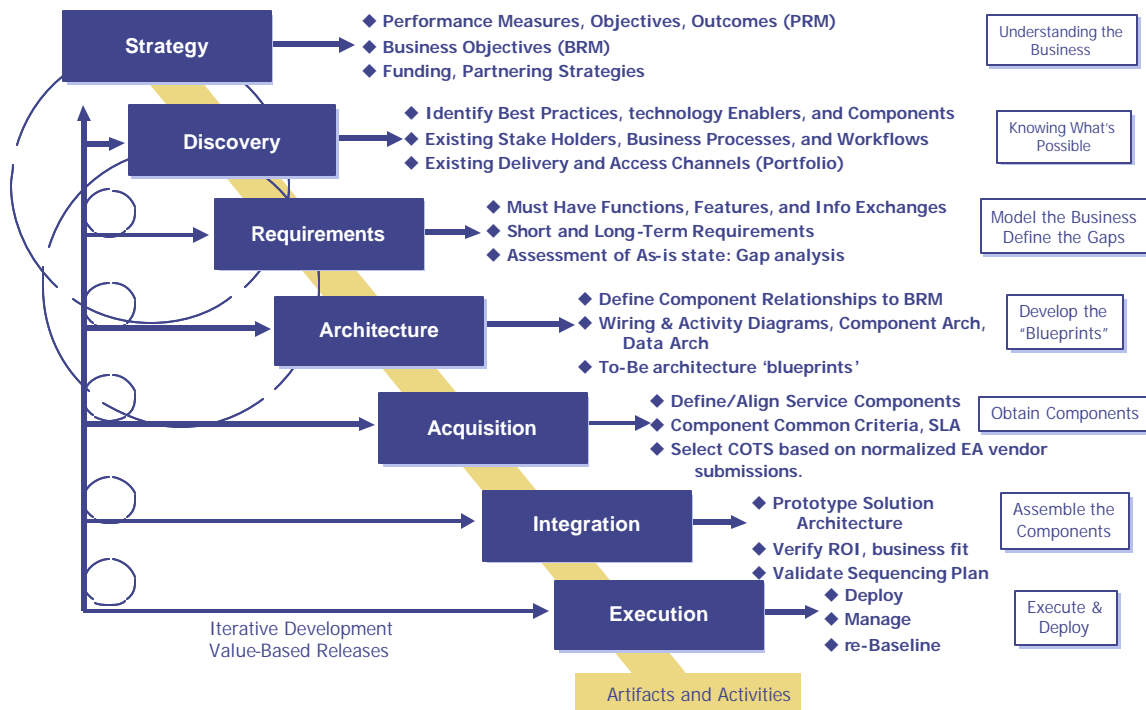 Strategy
◆ Performance Measures, Objectives, Outcomes (PRM)
◆ Business Objectives (BRM)
◆ Funding, Partnering Strategies
Understanding the
Business
Discovery
◆ Identify Best Practices, technology Enablers, and Components
◆ Existing Stake Holders, Business Processes, and Workflows
◆ Existing Delivery and Access Channels (Portfolio)
Knowing What's
Possible
Requirements
◆ Must Have Functions, Features, and Info Exchanges
◆ Short and Long-Term Requirements
◆ Assessment of As-is state: Gap analysis
Model the Business
Define the Gaps
Architecture
◆ Define Component Relationships to BRM
◆ Wiring & Activity Diagrams, Component Arch,
Data Arch
◆ To-Be architecture ‘blueprints’
Develop the
“Blueprints”
Acquisition
◆ Define/Align Service Components
◆ Component Common Criteria, SLA
◆ Select COTS based on normalized EA vendor
submissions.
Obtain Components
Integration
◆ Prototype Solution
Architecture
◆ Verify ROI, business fit
◆ Validate Sequencing Plan
Assemble the
Components
Execution
◆ Deploy
◆ Manage
◆ re-Baseline
Execute &
Deploy
Iterative Development
Value-Based Releases
Artifacts and Activities